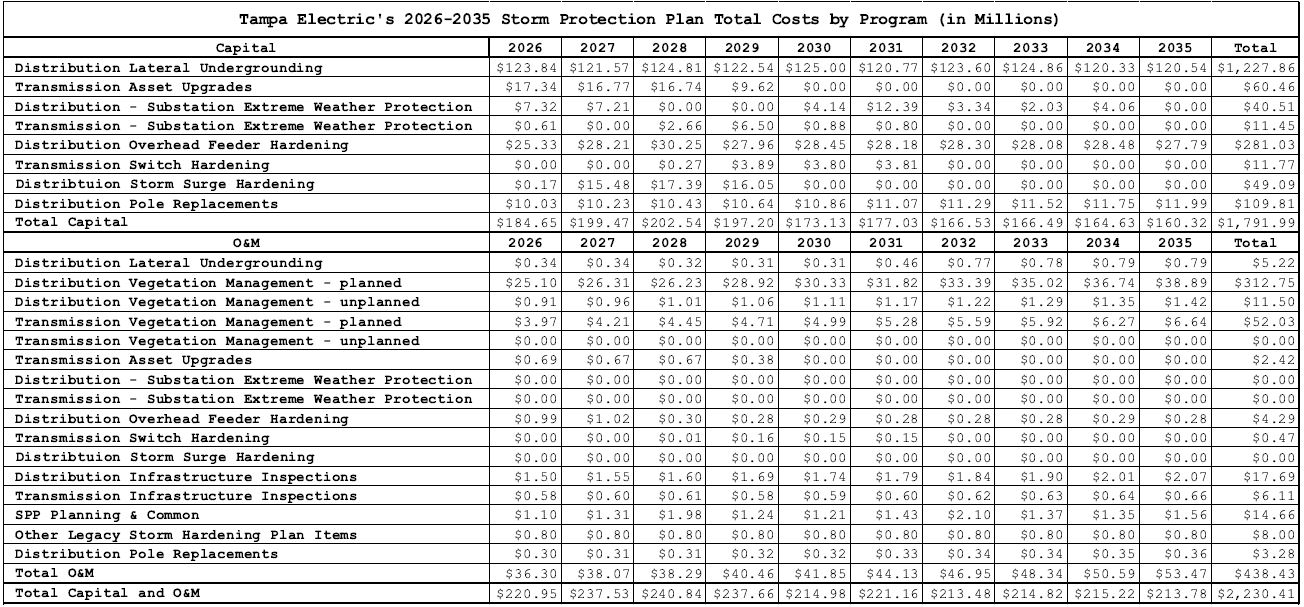 Tampa Electric's 2026-2035 Storm Protection Plan Total Costs by Program (in Millions)
Capital 2026 2027 2028 2029 2030 2031 2032 2033 2034 2035 Total
Distribution Lateral Undergrounding $123.84 $121.57 $124.81 $122.54 $125.00 $120.77 $123.60 $124.86 $120.33 $120.54 $1,227.86
Transmission Asset Upgrades $17.34 $16.77 $16.74 $9.62 $0.00 $0.00 $0.00 $0.00 $0.00 $0.00 $60.46
Distribution - Substation Extreme Weather Protection $7.32 $7.21 $0.00 $0.00 $4.14 $12.39 $3.34 $2.03 $4.06 $0.00 $40.51
Transmission - Substation Extreme Weather Protection $0.61 $0.00 $2.66 $6.50 $0.88 $0.80 $0.00 $0.00 $0.00 $0.00 $11.45
Distribution Overhead Feeder Hardening $25.33 $28.21 $30.25 $27.96 $28.45 $28.18 $28.30 $28.08 $28.48 $27.79 $281.03
Transmission Switch Hardening $0.00 $0.00 $0.27 $3.89 $3.80 $3.81 $0.00 $0.00 $0.00 $0.00 $11.77
Distribtuion Storm Surge Hardening $0.17 $15.48 $17.39 $16.05 $0.00 $0.00 $0.00 $0.00 $0.00 $0.00 $49.09
Distribution Pole Replacements $10.03 $10.23 $10.43 $10.64 $10.86 $11.07 $11.29 $11.52 $11.75 $11.99 $109.81
Total Capital $184.65 $199.47 $202.54 $197.20 $173.13 $177.03 $166.53 $166.49 $164.63 $160.32 $1,791.99
O&M 2026 2027 2028 2029 2030 2031 2032 2033 2034 2035 Total
Distribution Lateral Undergrounding $0.34 $0.34 $0.32 $0.31 $0.31 $0.46 $0.77 $0.78 $0.79 $0.79 $5.22
Distribution Vegetation Management - planned $25.10 $26.31 $26.23 $28.92 $30.33 $31.82 $33.39 $35.02 $36.74 $38.89 $312.75
Distribution Vegetation Management - unplanned $0.91 $0.96 $1.01 $1.06 $1.11 $1.17 $1.22 $1.29 $1.35 $1.42 $11.50
Transmission Vegetation Management - planned $3.97 $4.21 $4.45 $4.71 $4.99 $5.28 $5.59 $5.92 $6.27 $6.64 $52.03
Transmission Vegetation Management - unplanned $0.00 $0.00 $0.00 $0.00 $0.00 $0.00 $0.00 $0.00 $0.00 $0.00 $0.00
Transmission Asset Upgrades $0.69 $0.67 $0.67 $0.38 $0.00 $0.00 $0.00 $0.00 $0.00 $0.00 $2.42
Distribution - Substation Extreme Weather Protection $0.00 $0.00 $0.00 $0.00 $0.00 $0.00 $0.00 $0.00 $0.00 $0.00 $0.00
Transmission - Substation Extreme Weather Protection $0.00 $0.00 $0.00 $0.00 $0.00 $0.00 $0.00 $0.00 $0.00 $0.00 $0.00
Distribution Overhead Feeder Hardening $0.99 $1.02 $0.30 $0.28 $0.29 $0.28 $0.28 $0.28 $0.29 $0.28 $4.29
Transmission Switch Hardening $0.00 $0.00 $0.01 $0.16 $0.15 $0.15 $0.00 $0.00 $0.00 $0.00 $0.47
Distribtuion Storm Surge Hardening $0.00 $0.00 $0.00 $0.00 $0.00 $0.00 $0.00 $0.00 $0.00 $0.00 $0.00
Distribution Infrastructure Inspections $1.50 $1.55 $1.60 $1.69 $1.74 $1.79 $1.84 $1.90 $2.01 $2.07 $17.69
Transmission Infrastructure Inspections $0.58 $0.60 $0.61 $0.58 $0.59 $0.60 $0.62 $0.63 $0.64 $0.66 $6.11
SPP Planning & Common $1.10 $1.31 $1.98 $1.24 $1.21 $1.43 $2.10 $1.37 $1.35 $1.56 $14.66
Other Legacy Storm Hardening Plan Items $0.80 $0.80 $0.80 $0.80 $0.80 $0.80 $0.80 $0.80 $0.80 $0.80 $8.00
Distribution Pole Replacements $0.30 $0.31 $0.31 $0.32 $0.32 $0.33 $0.34 $0.34 $0.35 $0.36 $3.28
Total O&M $36.30 $38.07 $38.29 $40.46 $41.85 $44.13 $46.95 $48.34 $50.59 $53.47 $438.43
Total Capital and O&M $220.95 $237.53 $240.84 $237.66 $214.98 $221.16 $213.48 $214.82 $215.22 $213.78 $2,230.41